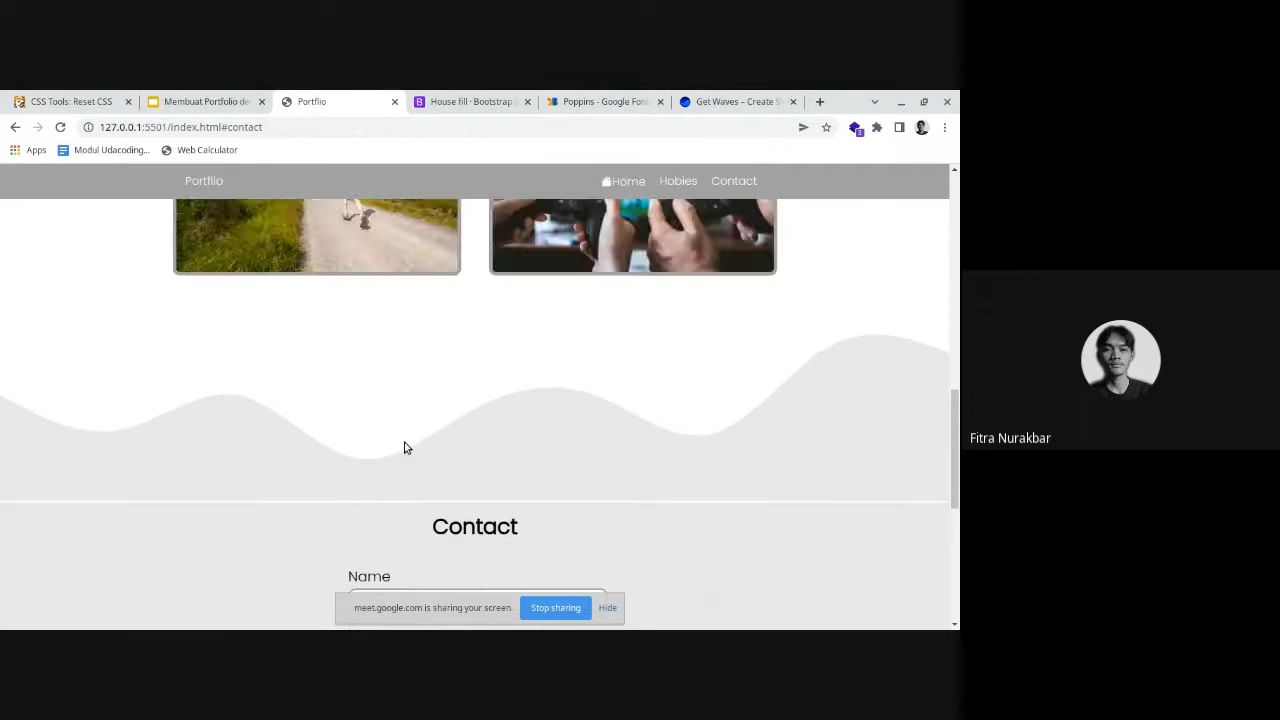 CSS Tools: Reset CSS
Membuat Portfolio de
Portflio
House fill · Bootstrap
Poppins - Google Fon
Get Waves – Create S
127.0.0.1:5501/index.html#contact
Apps
Modul Udacoding...
Web Calculator
3
Portflio
Home
Hobies
Contact
Contact
Name
meet.google.com is sharing your screen.
Stop sharing
Hide
Fitra Nurakbar